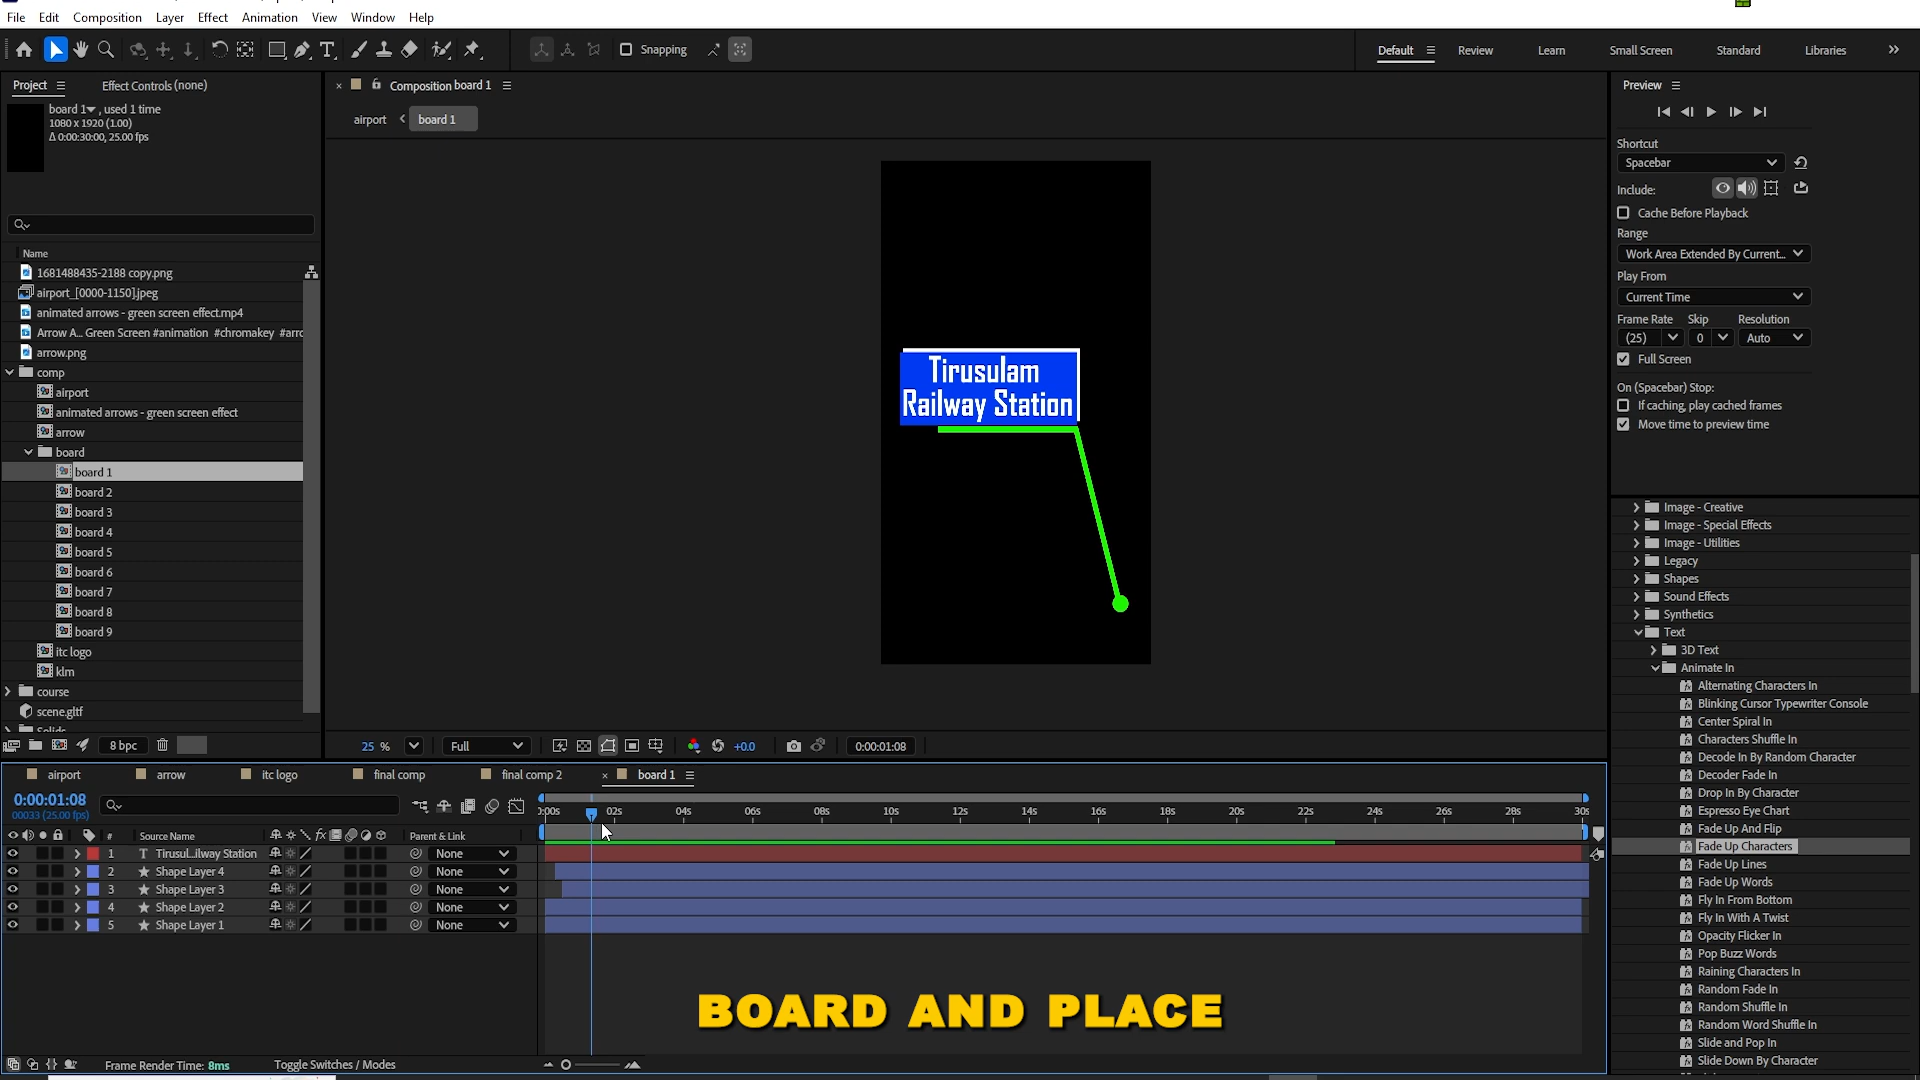 File Edit Composition Layer Effect Animation View Window Help
Snapping
Default Review Learn Small Screen Standard Libraries
Project Effect Controls (none)
board 1 , used 1 time
1080 x 1920 (1.00)
Δ 0:00:30:00, 25.00 fps
Name
1681488435-2188 copy.png
airport_[0000-1150].jpeg
animated arrows - green screen effect.mp4
Arrow A... Green Screen #animation #chromakey #arrc
arrow.png
comp
airport
animated arrows - green screen effect
arrow
board
board 1
board 2
board 3
board 4
board 5
board 6
board 7
board 8
board 9
itc logo
klm
course
scene.gltf
Solids
8 bpc
Composition board 1
airport board 1
Tirusulam
Railway Station
25 % Full +0.0 0:00:01:08
Preview
Shortcut
Spacebar
Include:
Cache Before Playback
Range
Work Area Extended By Current...
Play From
Current Time
Frame Rate Skip Resolution
(25) 0 Auto
Full Screen
On (Spacebar) Stop:
If caching, play cached frames
Move time to preview time
Image - Creative
Image - Special Effects
Image - Utilities
Legacy
Shapes
Sound Effects
Synthetics
Text
3D Text
Animate In
Alternating Characters In
Blinking Cursor Typewriter Console
Center Spiral In
Characters Shuffle In
Decode In By Random Character
Decoder Fade In
Drop In By Character
Espresso Eye Chart
Fade Up And Flip
Fade Up Characters
Fade Up Lines
Fade Up Words
Fly In From Bottom
Fly In With A Twist
Opacity Flicker In
Pop Buzz Words
Raining Characters In
Random Fade In
Random Shuffle In
Random Word Shuffle In
Slide and Pop In
Slide Down By Character
airport arrow itc logo final comp final comp 2 board 1
0:00:01:08
00033 (25.00 fps)
# Source Name Parent & Link
:00s 02s 04s 06s 08s 10s 12s 14s 16s 18s 20s 22s 24s 26s 28s 30s
1 T Tirusul...ilway Station None
2 Shape Layer 4 None
3 Shape Layer 3 None
4 Shape Layer 2 None
5 Shape Layer 1 None
BOARD AND PLACE
Frame Render Time: 8ms Toggle Switches / Modes